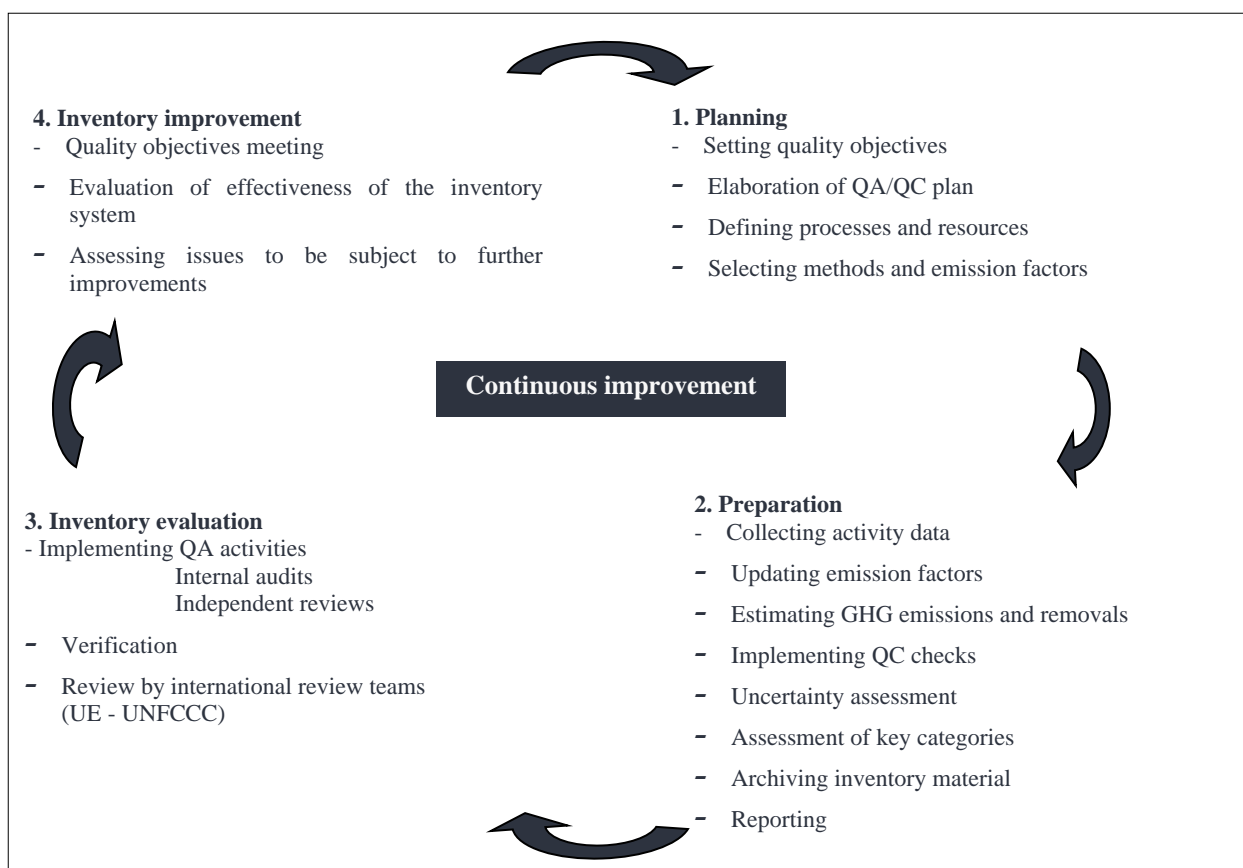 4. Inventory improvement
- Quality objectives meeting
- Evaluation of effectiveness of the inventory
system
- Assessing issues to be subject to further
improvements
1. Planning
- Setting quality objectives
- Elaboration of QA/QC plan
- Defining processes and resources
- Selecting methods and emission factors
Continuous improvement
3. Inventory evaluation
- Implementing QA activities
Internal audits
Independent reviews
- Verification
- Review by international review teams
(UE - UNFCCC)
2. Preparation
- Collecting activity data
- Updating emission factors
- Estimating GHG emissions and removals
- Implementing QC checks
- Uncertainty assessment
- Assessment of key categories
- Archiving inventory material
- Reporting